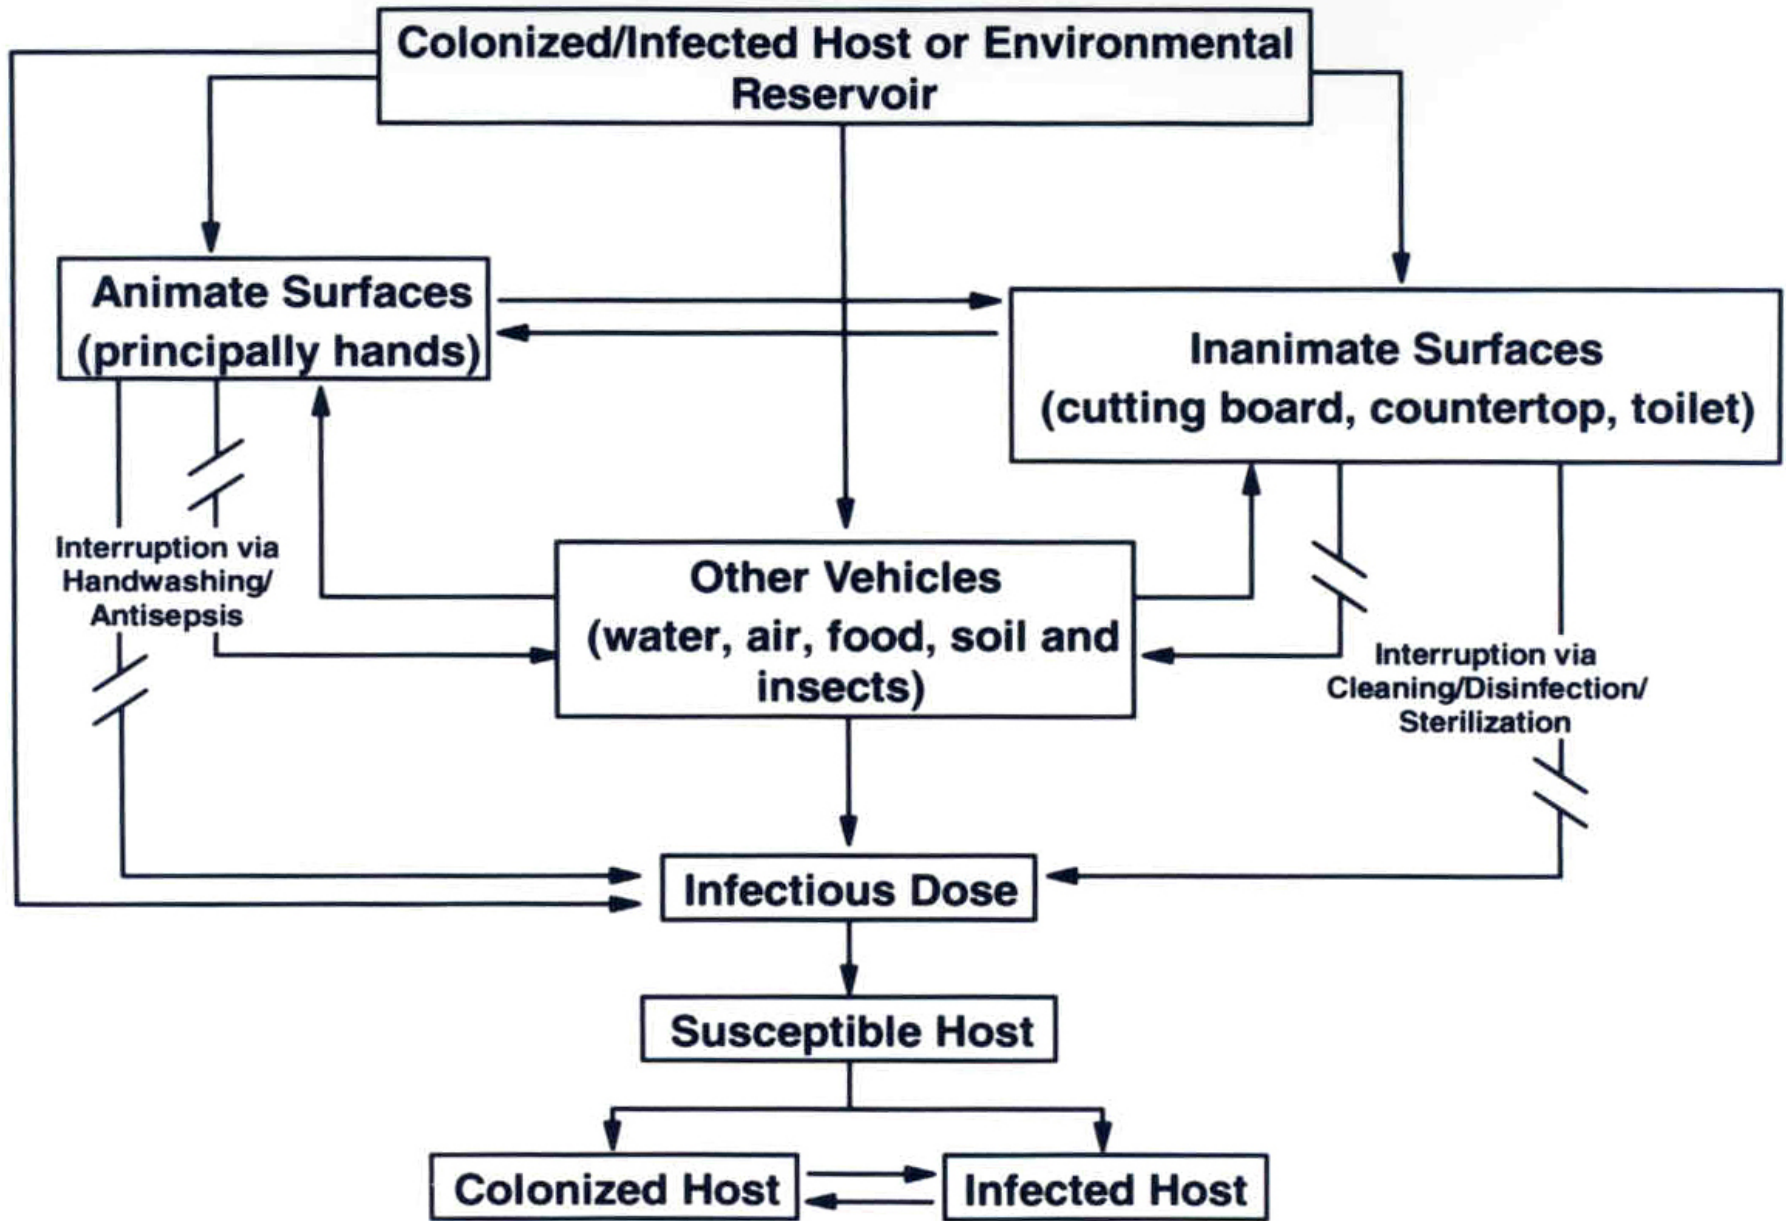 Colonized/Infected Host or Environmental
Reservoir
Animate Surfaces
(principally hands)
Inanimate Surfaces
(cutting board, countertop, toilet)
Interruption via
Handwashing/
Antisepsis
Other Vehicles
(water, air, food, soil and
insects)
Interruption via
Cleaning/Disinfection/
Sterilization
Infectious Dose
Susceptible Host
Colonized Host
Infected Host